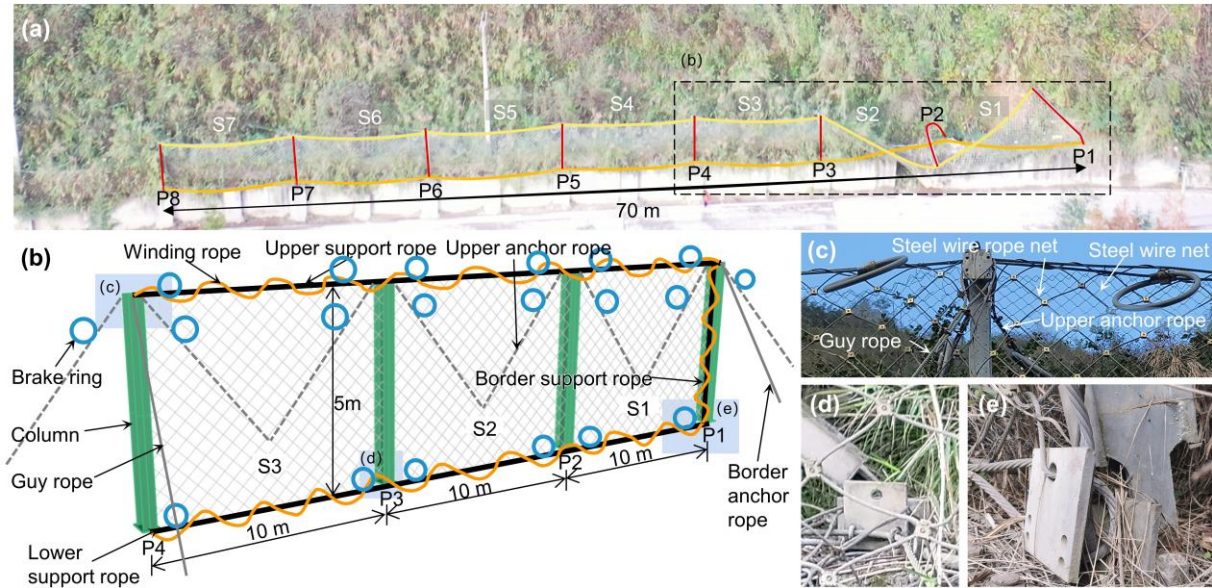 (a)
(b)
S7
S6
S5
S4
S3
S2
P2
S1
P8
P7
P6
P5
P4
P3
P1
70 m
(b)
Winding rope
Upper support rope
Upper anchor rope
(c)
Brake ring
Column
Guy rope
Lower
support rope
5m
Border support rope
S3
S2
S1
(d)
(e)
P4
P3
P2
P1
10 m
10 m
10 m
Border
anchor
rope
(c)
Steel wire rope net
Steel wire net
Upper anchor rope
Guy rope
(d)
(e)